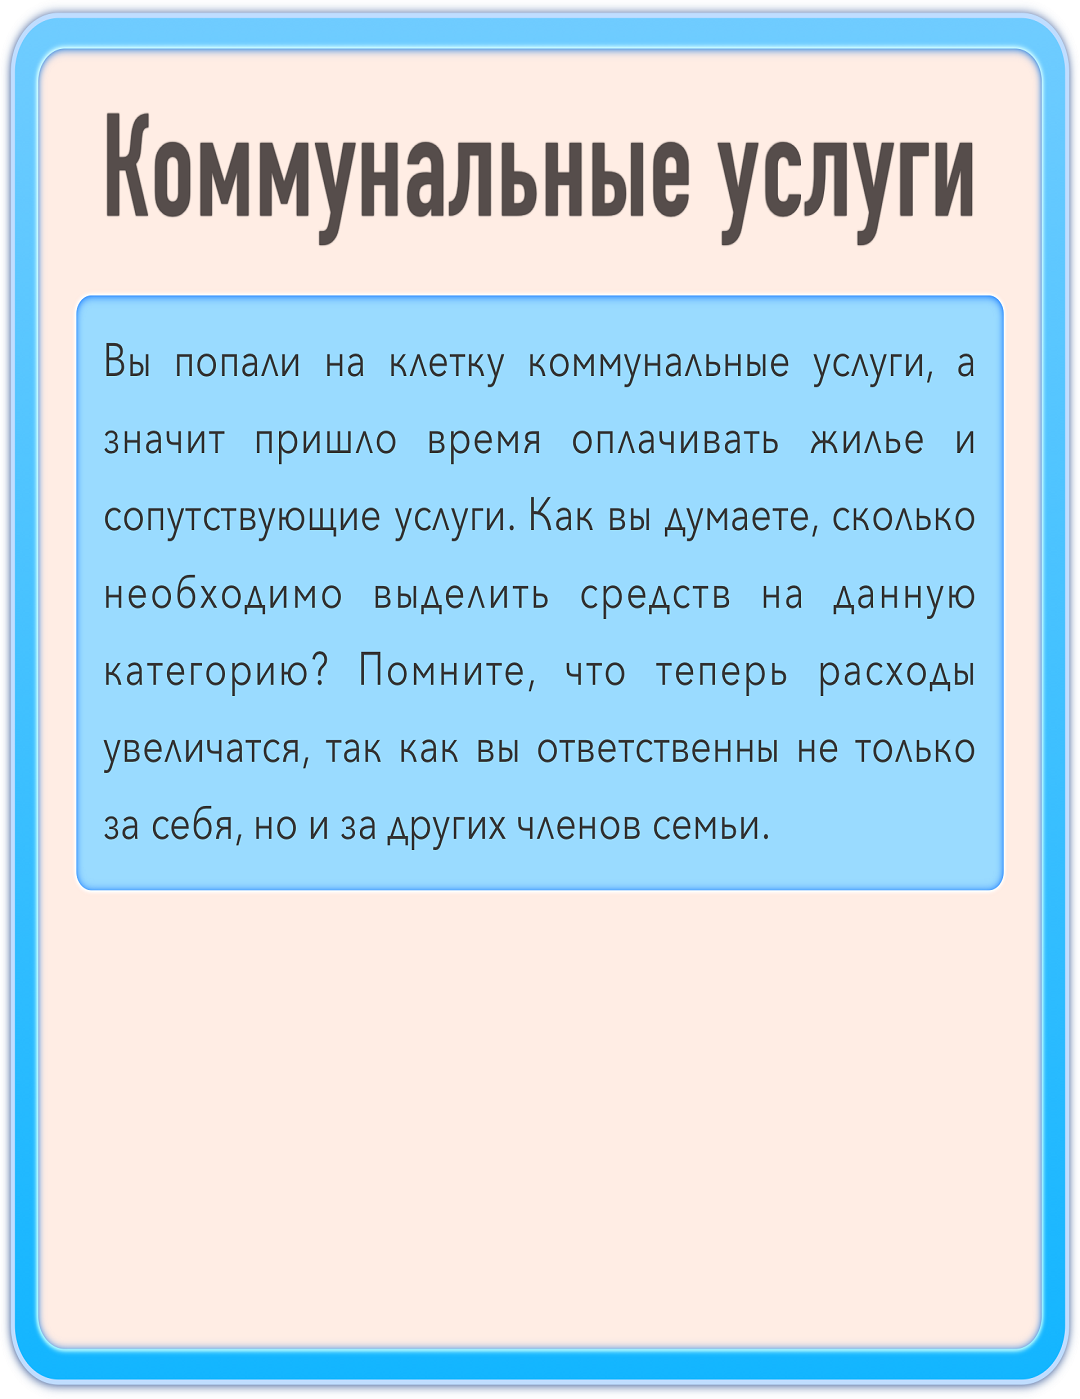 Коммунальные услуги
Вы попали на клетку коммунальные услуги, а
значит пришло время оплачивать жилье и
сопутствующие услуги. Как вы думаете, сколько
необходимо выделить средств на данную
категорию? Помните, что теперь расходы
увеличатся, так как вы ответственны не только
за себя, но и за других членов семьи.